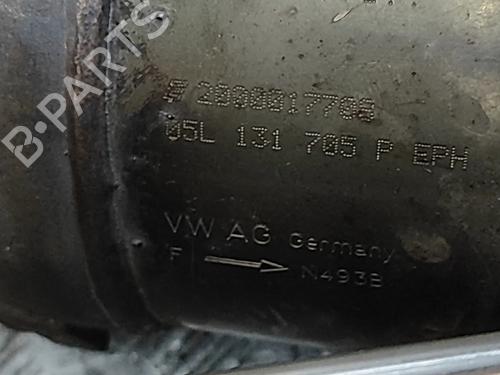 B-PARTS
# 2000017708
05L 131 705 P EPH
VW AG Germany
F → N493B